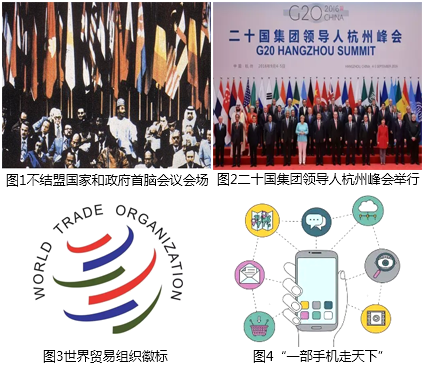 G20 2016 CHINA
二十国集团领导人杭州峰会
G20 HANGZHOU SUMMIT
图1不结盟国家和政府首脑会议会场
图2二十国集团领导人杭州峰会举行
WORLD TRADE ORGANIZATION
图3世界贸易组织徽标
图4“一部手机走天下”